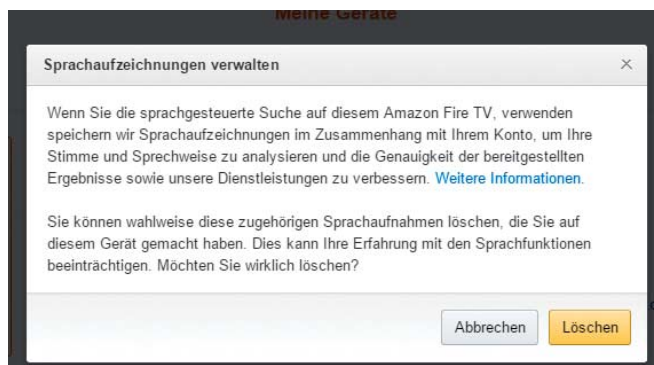 Meine Geräte
Sprachaufzeichnungen verwalten
Wenn Sie die sprachgesteuerte Suche auf diesem Amazon Fire TV, verwenden
speichern wir Sprachaufzeichnungen im Zusammenhang mit Ihrem Konto, um Ihre
Stimme und Sprechweise zu analysieren und die Genauigkeit der bereitgestellten
Ergebnisse sowie unsere Dienstleistungen zu verbessern. Weitere Informationen.
Sie können wahlweise diese zugehörigen Sprachaufnahmen löschen, die Sie auf
diesem Gerät gemacht haben. Dies kann Ihre Erfahrung mit den Sprachfunktionen
beeinträchtigen. Möchten Sie wirklich löschen?
Abbrechen Löschen